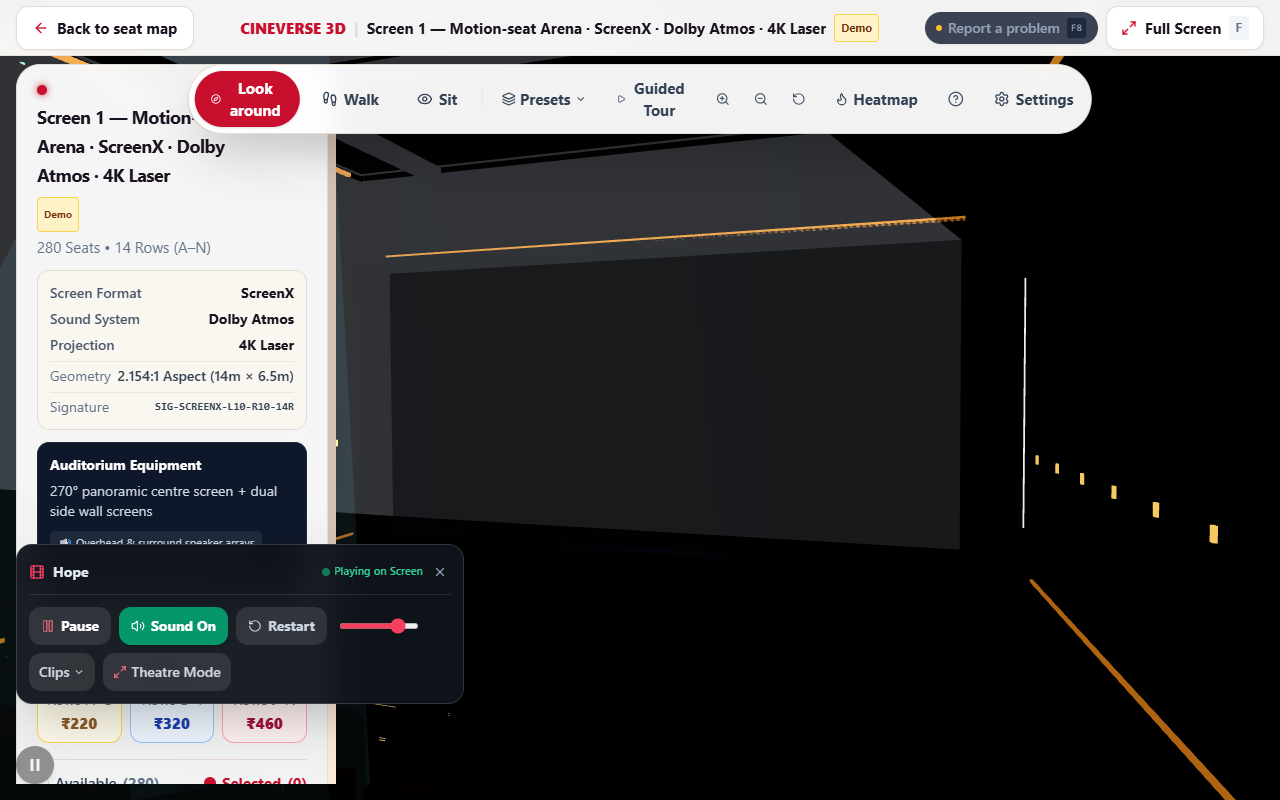 Back to seat map
CINEVERSE 3D | Screen 1 — Motion-seat Arena · ScreenX · Dolby Atmos · 4K Laser
Demo
Report a problem F8
Full Screen F
Look around
Walk
Sit
Presets
Guided Tour
Heatmap
Settings
Screen 1 — Motion-
Arena · ScreenX · Dolby
Atmos · 4K Laser
Demo
280 Seats • 14 Rows (A–N)
Screen Format ScreenX
Sound System Dolby Atmos
Projection 4K Laser
Geometry 2.154:1 Aspect (14m × 6.5m)
Signature SIG-SCREENX-L10-R10-14R
Auditorium Equipment
270° panoramic centre screen + dual
side wall screens
Overhead & surround speaker arrays
Hope
Playing on Screen
Pause
Sound On
Restart
Clips
Theatre Mode
₹220
₹320
₹460
Available (280)
Selected (0)